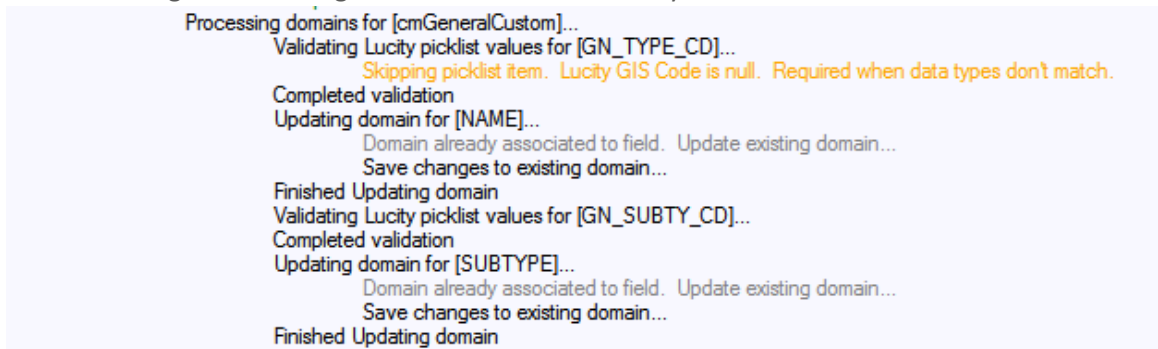 Processing domains for [cmGeneralCustom]...
Validating Lucity picklist values for [GN_TYPE_CD]...
Skipping picklist item.  Lucity GIS Code is null.  Required when data types don't match.
Completed validation
Updating domain for [NAME]...
Domain already associated to field.  Update existing domain...
Save changes to existing domain...
Finished Updating domain
Validating Lucity picklist values for [GN_SUBTY_CD]...
Completed validation
Updating domain for [SUBTYPE]...
Domain already associated to field.  Update existing domain...
Save changes to existing domain...
Finished Updating domain